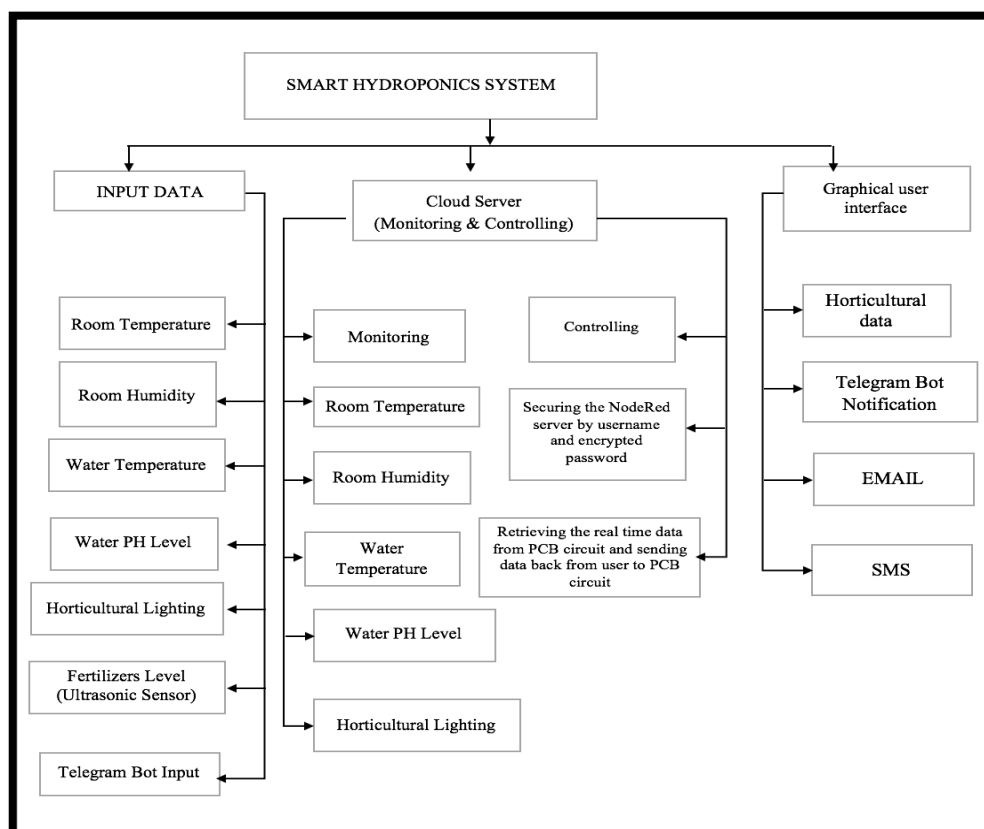 SMART HYDROPONICS SYSTEM
INPUT DATA
Room Temperature
Room Humidity
Water Temperature
Water PH Level
Horticultural Lighting
Fertilizers Level
(Ultrasonic Sensor)
Telegram Bot Input
Cloud Server
(Monitoring & Controlling)
Monitoring
Room Temperature
Room Humidity
Water
Temperature
Water PH Level
Horticultural Lighting
Controlling
Securing the NodeRed
server by username
and encrypted
password
Retrieving the real time data
from PCB circuit and sending
data back from user to PCB
circuit
Graphical user
interface
Horticultural
data
Telegram Bot
Notification
EMAIL
SMS